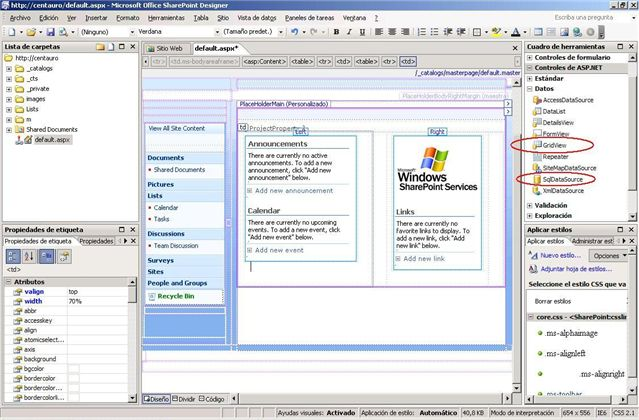 http://centauro/default.aspx - Microsoft Office SharePoint Designer
Archivo Edición Ver Insertar Formato Herramientas Tabla Sitio Vista de datos Paneles de tareas Ventana ? Escriba una pregunta
(Ninguno) Verdana (Tamaño predet.)
Lista de carpetas
http://centauro
_catalogs
_cts
_private
images
Lists
m
Shared Documents
default.aspx
Sitio Web default.aspx*
<tr> <td.ms-bodyareaframe> <asp:Content> <table> <tr> <td> <table> <tr> <td>
/_catalogs/masterpage/default.master
PlaceHolderBodyRightMargin (maestra)
PlaceHolderMain (Personalizado)
td ProjectProperty
Left
Right
View All Site Content
Documents
Shared Documents
Pictures
Lists
Calendar
Tasks
Discussions
Team Discussion
Surveys
Sites
People and Groups
Recycle Bin
Announcements
There are currently no active announcements. To add a new announcement, click "Add new announcement" below.
Add new announcement
Calendar
There are currently no upcoming events. To add a new event, click "Add new event" below.
Add new event
Microsoft
Windows
SharePoint Services
Links
There are currently no favorite links to display. To add a new link, click "Add new link" below.
Add new link
Cuadro de herramientas
Controles de formulario
Controles de ASP.NET
Estándar
Datos
AccessDataSource
DataList
DetailsView
FormView
GridView
Repeater
SiteMapDataSource
SqlDataSource
XmlDataSource
Validación
Exploración
Propiedades de etiqueta
Propiedades de etiqueta Propiedades
<td>
Atributos
valign top
width 70%
abbr
accesskey
align
atomicselec...
axis
background
bgcolor
bordercolor
bordercolor...
Aplicar estilos
Aplicar estilos Administrar est
Nuevo estilo... Opciones
Adjuntar hoja de estilos...
Seleccione el estilo CSS que va
Borrar estilos
core.css - <SharePoint:css
.ms-alphaimage
.ms-alignleft
.ms-alignright
.ms-toolbar
Diseño Dividir Código
Ayudas visuales: Activado Aplicación de estilo: Automático 40,8 KB Modo de interpretación 954 x 556 IE6 CSS 2.1